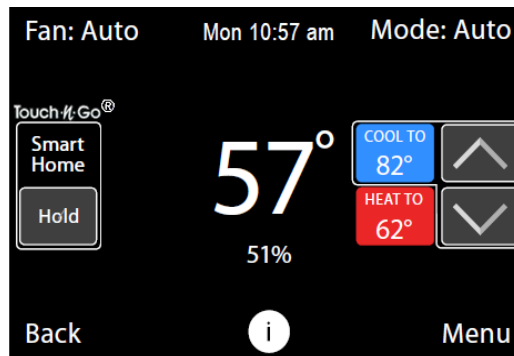 Fan: Auto
Mon 10:57 am
Mode: Auto
Touch-N-Go®
Smart
Home
Hold
57°
51%
COOL TO
82°
HEAT TO
62°
Back
i
Menu